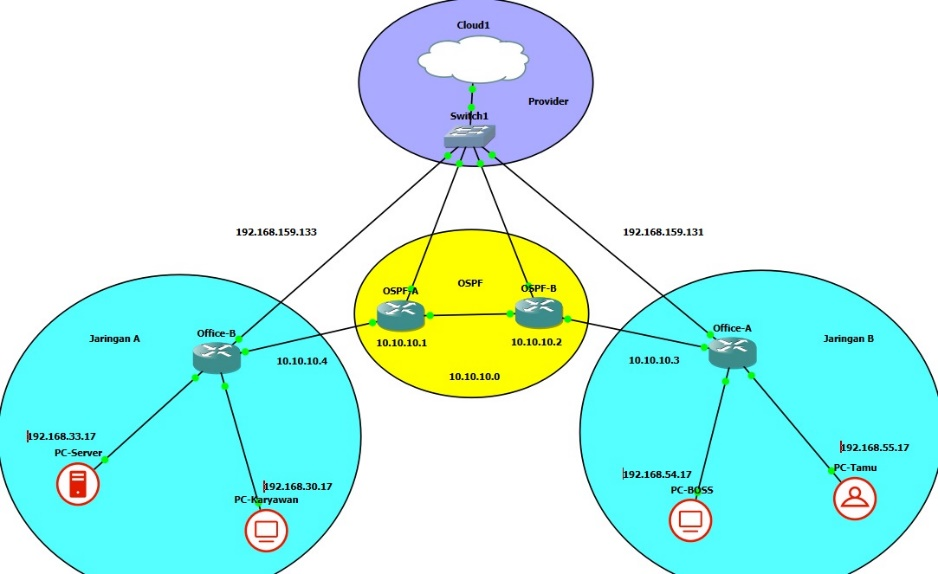 Cloud1
Provider
Switch1
192.168.159.133
192.168.159.131
OSPF
OSPF-A
OSPF-B
Office-B
Office-A
Jaringan A
Jaringan B
10.10.10.1
10.10.10.2
10.10.10.4
10.10.10.3
10.10.10.0
192.168.33.17
PC-Server
192.168.55.17
PC-Tamu
192.168.54.17
PC-BOSS
192.168.30.17
PC-Karyawan